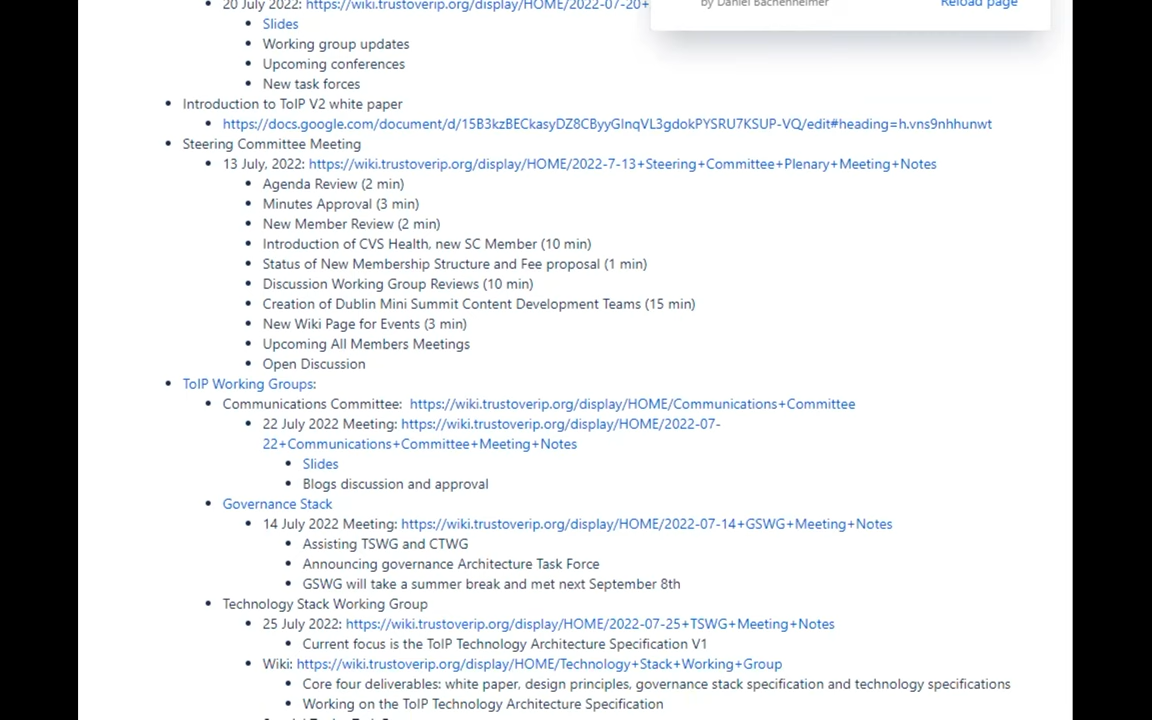 20 July 2022: https://wiki.trustoverip.org/display/HOME/2022-07-20+
by Daniel Bachenheimer
Reload page
Slides
Working group updates
Upcoming conferences
New task forces
Introduction to ToIP V2 white paper
https://docs.google.com/document/d/15B3kzBECkasyDZ8CByyGInqVL3gdokPYSRU7KSUP-VQ/edit#heading=h.vns9nhhunwt
Steering Committee Meeting
13 July, 2022: https://wiki.trustoverip.org/display/HOME/2022-7-13+Steering+Committee+Plenary+Meeting+Notes
Agenda Review (2 min)
Minutes Approval (3 min)
New Member Review (2 min)
Introduction of CVS Health, new SC Member (10 min)
Status of New Membership Structure and Fee proposal (1 min)
Discussion Working Group Reviews (10 min)
Creation of Dublin Mini Summit Content Development Teams (15 min)
New Wiki Page for Events (3 min)
Upcoming All Members Meetings
Open Discussion
ToIP Working Groups:
Communications Committee: https://wiki.trustoverip.org/display/HOME/Communications+Committee
22 July 2022 Meeting: https://wiki.trustoverip.org/display/HOME/2022-07-
22+Communications+Committee+Meeting+Notes
Slides
Blogs discussion and approval
Governance Stack
14 July 2022 Meeting: https://wiki.trustoverip.org/display/HOME/2022-07-14+GSWG+Meeting+Notes
Assisting TSWG and CTWG
Announcing governance Architecture Task Force
GSWG will take a summer break and met next September 8th
Technology Stack Working Group
25 July 2022: https://wiki.trustoverip.org/display/HOME/2022-07-25+TSWG+Meeting+Notes
Current focus is the ToIP Technology Architecture Specification V1
Wiki: https://wiki.trustoverip.org/display/HOME/Technology+Stack+Working+Group
Core four deliverables: white paper, design principles, governance stack specification and technology specifications
Working on the ToIP Technology Architecture Specification